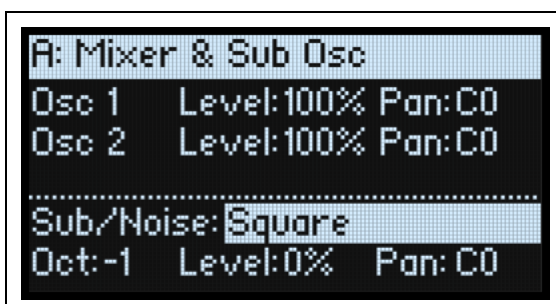 A: Mixer & Sub Osc
Osc 1 Level:100% Pan:C0
Osc 2 Level:100% Pan:C0
Sub/Noise:Square
Oct:-1 Level:0% Pan:C0